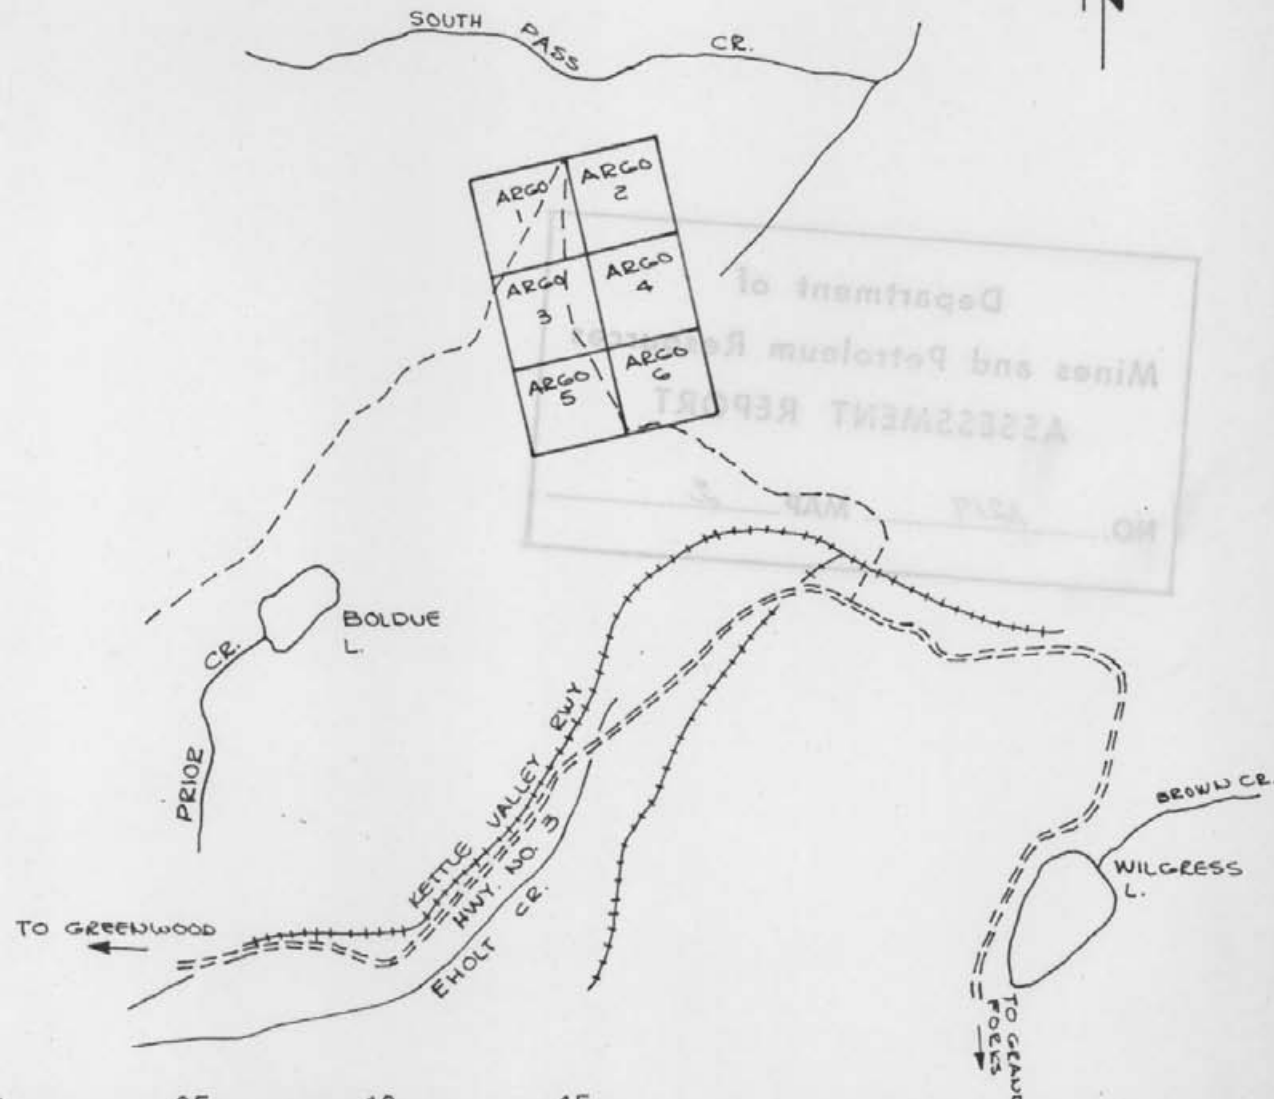 N
SOUTH PASS CR.
ARGO
1
ARGO
2
ARGO
3
ARGO
4
ARGO
5
ARGO
6
Department of
Mines and Petroleum Resources
ASSESSMENT REPORT
NO. MAP
BOLDUE
L.
PRIOR CR.
KETTLE VALLEY RWY
HWY. NO. 3
EHOLT CR.
BROWN CR.
WILGRESS
L.
TO GREENWOOD
TO GRAND
FORKS